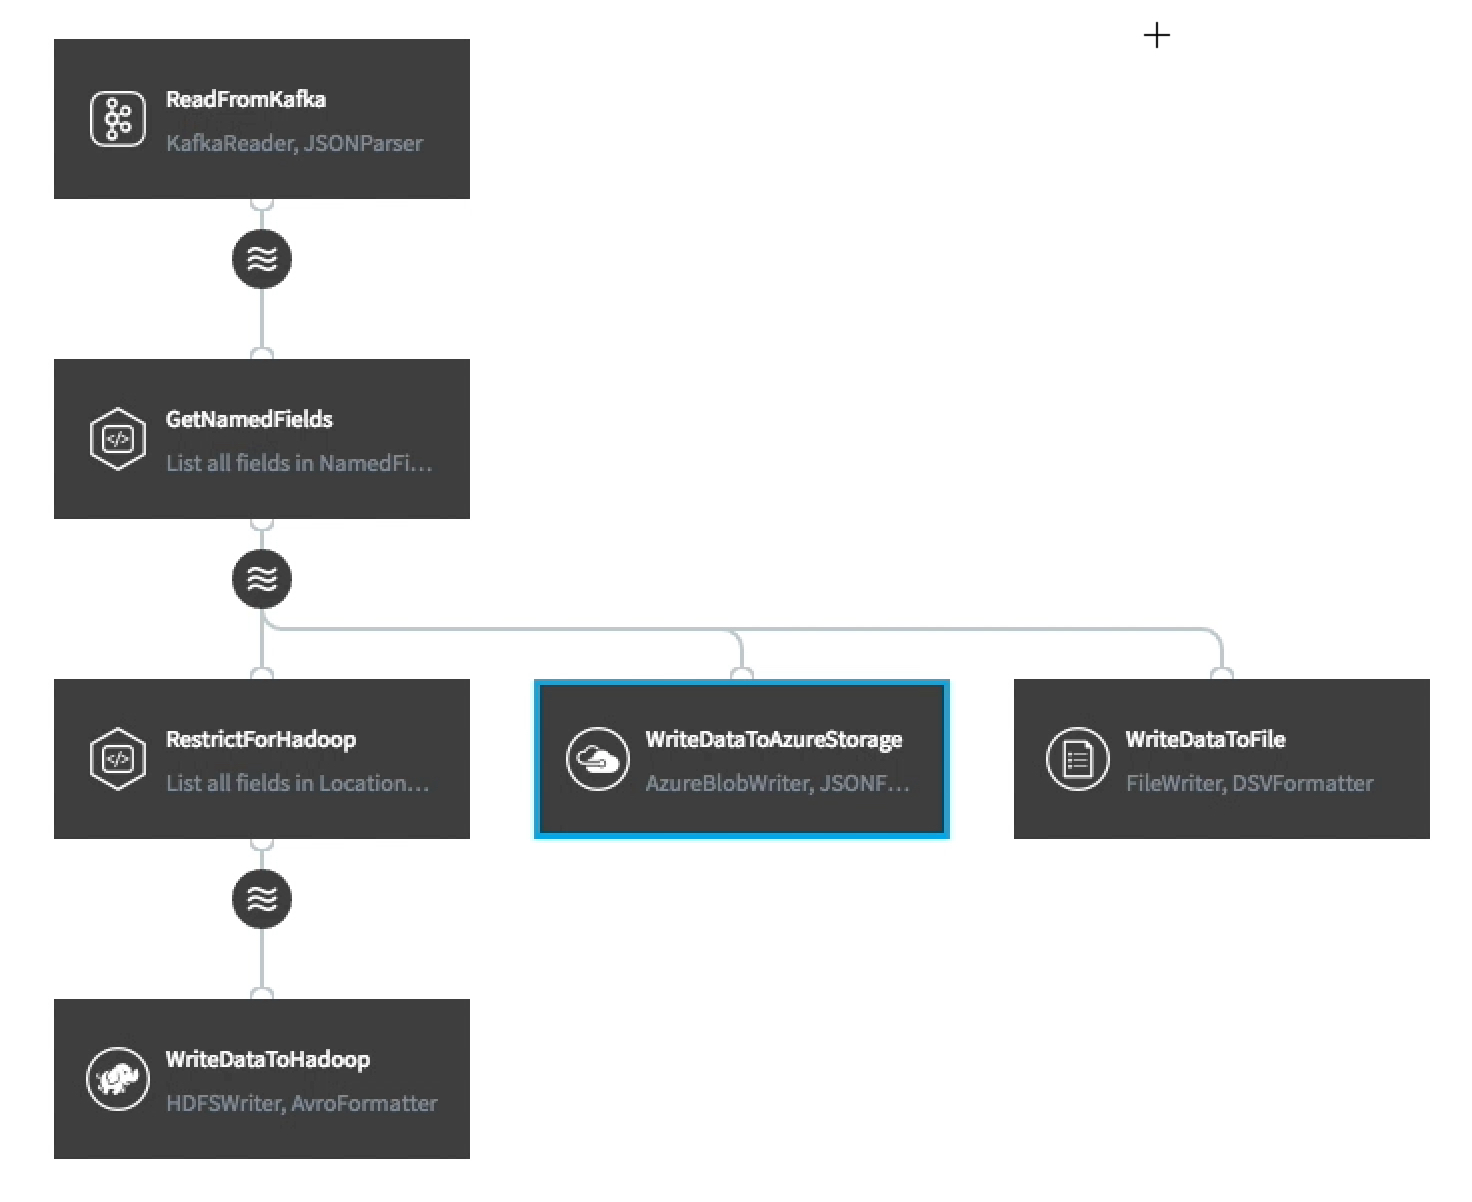 ReadFromKafka
KafkaReader, JSONParser
GetNamedFields
List all fields in NamedFi...
RestrictForHadoop
List all fields in Location...
WriteDataToAzureStorage
AzureBlobWriter, JSONF...
WriteDataToFile
FileWriter, DSVFormatter
WriteDataToHadoop
HDFSWriter, AvroFormatter